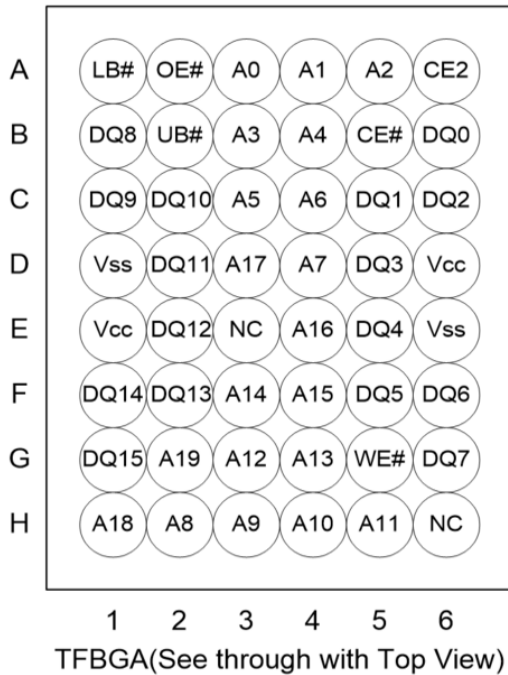 A LB# OE# A0 A1 A2 CE2
B DQ8 UB# A3 A4 CE# DQ0
C DQ9 DQ10 A5 A6 DQ1 DQ2
D Vss DQ11 A17 A7 DQ3 Vcc
E Vcc DQ12 NC A16 DQ4 Vss
F DQ14 DQ13 A14 A15 DQ5 DQ6
G DQ15 A19 A12 A13 WE# DQ7
H A18 A8 A9 A10 A11 NC
1 2 3 4 5 6
TFBGA(See through with Top View)